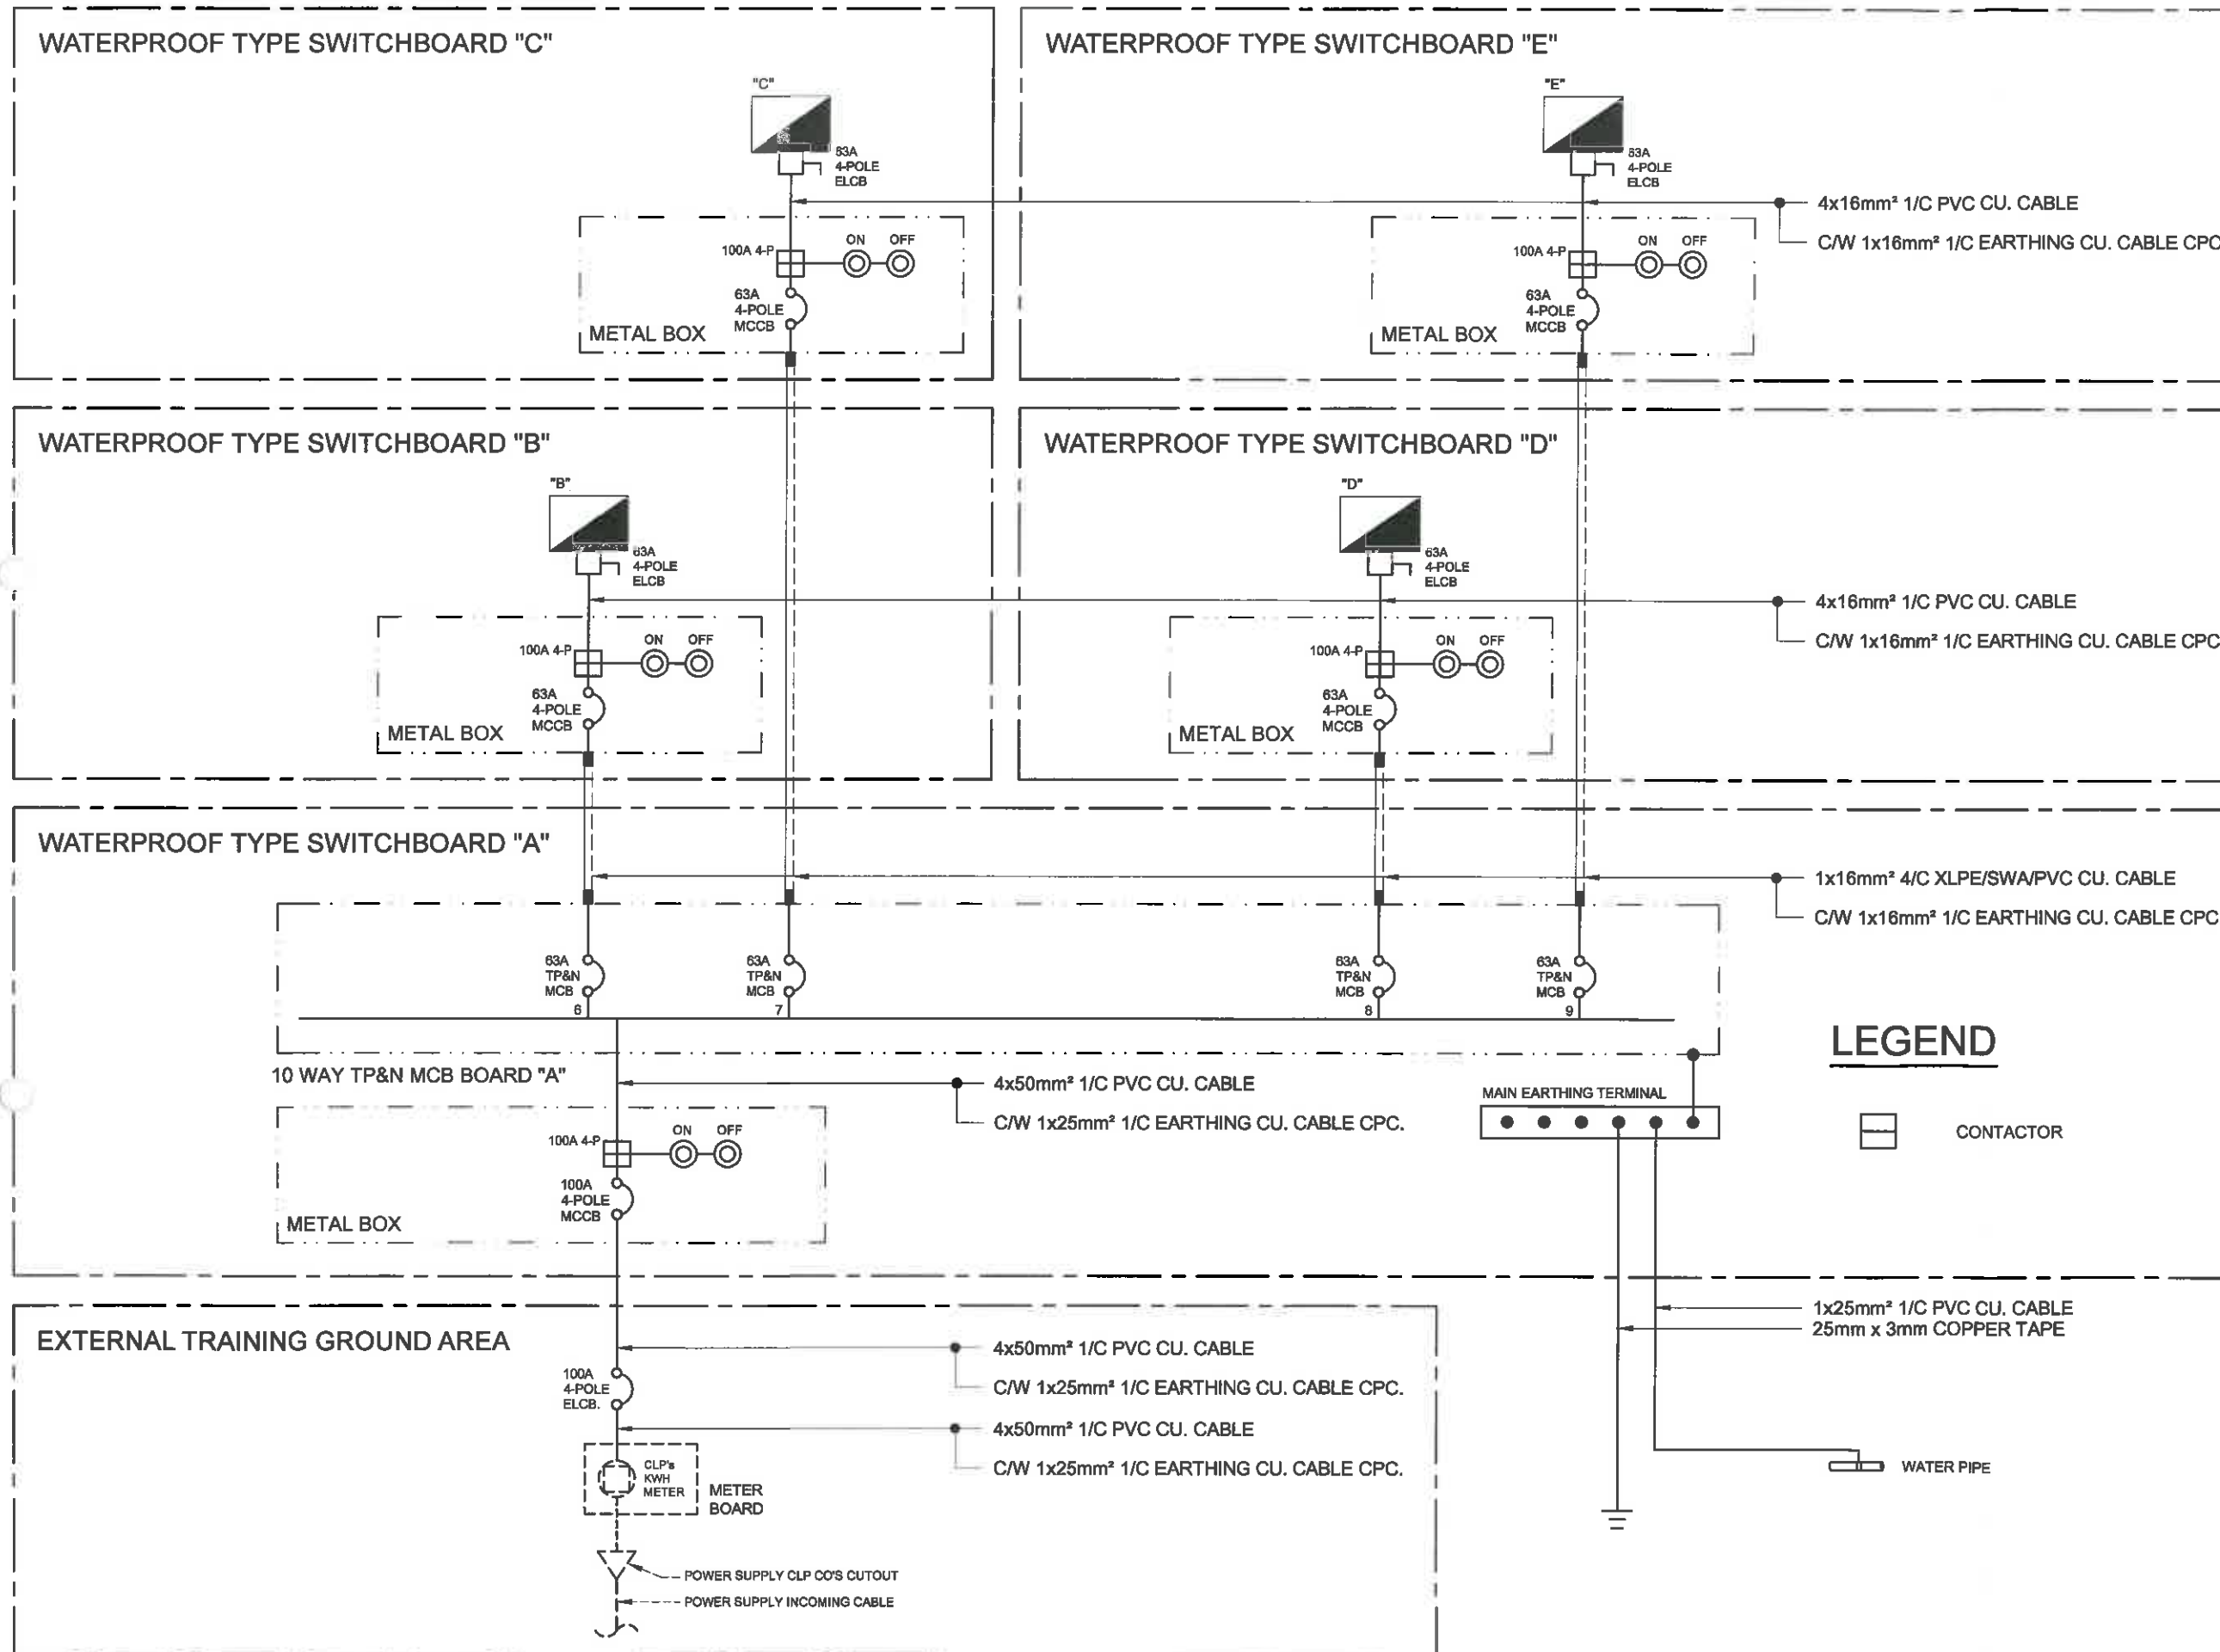 WATERPROOF TYPE SWITCHBOARD "C"
"C"
63A
4-POLE
ELCB
100A 4-P
ON OFF
63A
4-POLE
MCCB
METAL BOX
WATERPROOF TYPE SWITCHBOARD "E"
"E"
63A
4-POLE
ELCB
100A 4-P
ON OFF
63A
4-POLE
MCCB
METAL BOX
4x16mm² 1/C PVC CU. CABLE
C/W 1x16mm² 1/C EARTHING CU. CABLE CPC
WATERPROOF TYPE SWITCHBOARD "B"
"B"
63A
4-POLE
ELCB
100A 4-P
ON OFF
63A
4-POLE
MCCB
METAL BOX
WATERPROOF TYPE SWITCHBOARD "D"
"D"
63A
4-POLE
ELCB
100A 4-P
ON OFF
63A
4-POLE
MCCB
METAL BOX
4x16mm² 1/C PVC CU. CABLE
C/W 1x16mm² 1/C EARTHING CU. CABLE CPC
WATERPROOF TYPE SWITCHBOARD "A"
1x16mm² 4/C XLPE/SWA/PVC CU. CABLE
C/W 1x16mm² 1/C EARTHING CU. CABLE CPC
63A
TP&N
MCB
6
63A
TP&N
MCB
7
63A
TP&N
MCB
8
63A
TP&N
MCB
9
10 WAY TP&N MCB BOARD "A"
4x50mm² 1/C PVC CU. CABLE
C/W 1x25mm² 1/C EARTHING CU. CABLE CPC.
100A 4-P
ON OFF
100A
4-POLE
MCCB
METAL BOX
MAIN EARTHING TERMINAL
LEGEND
CONTACTOR
1x25mm² 1/C PVC CU. CABLE
25mm x 3mm COPPER TAPE
WATER PIPE
EXTERNAL TRAINING GROUND AREA
4x50mm² 1/C PVC CU. CABLE
C/W 1x25mm² 1/C EARTHING CU. CABLE CPC.
100A
4-POLE
ELCB.
4x50mm² 1/C PVC CU. CABLE
C/W 1x25mm² 1/C EARTHING CU. CABLE CPC.
CLP's
KWH
METER
METER
BOARD
POWER SUPPLY CLP CO'S CUTOUT
POWER SUPPLY INCOMING CABLE